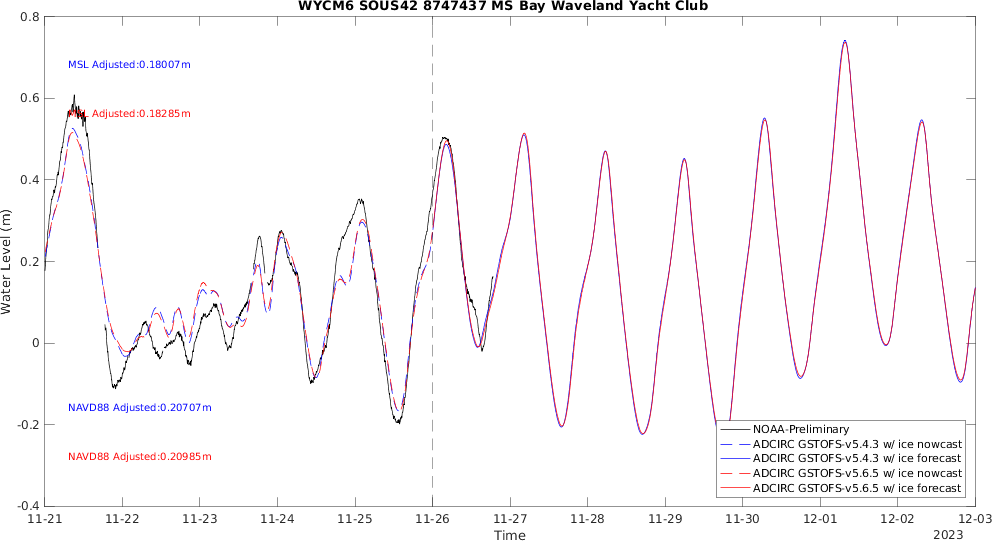 WYCM6 SOUS42 8747437 MS Bay Waveland Yacht Club
0.8
0.6
0.4
0.2
0
-0.2
-0.4
Water Level (m)
MSL Adjusted:0.18007m
Adjusted:0.18285m
NAVD88 Adjusted:0.20707m
NAVD88 Adjusted:0.20985m
NOAA-Preliminary
ADCIRC GSTOFS-v5.4.3 w/ ice nowcast
ADCIRC GSTOFS-v5.4.3 w/ ice forecast
ADCIRC GSTOFS-v5.6.5 w/ ice nowcast
ADCIRC GSTOFS-v5.6.5 w/ ice forecast
11-21 11-22 11-23 11-24 11-25 11-26 11-27 11-28 11-29 11-30 12-01 12-02 12-03
Time
2023